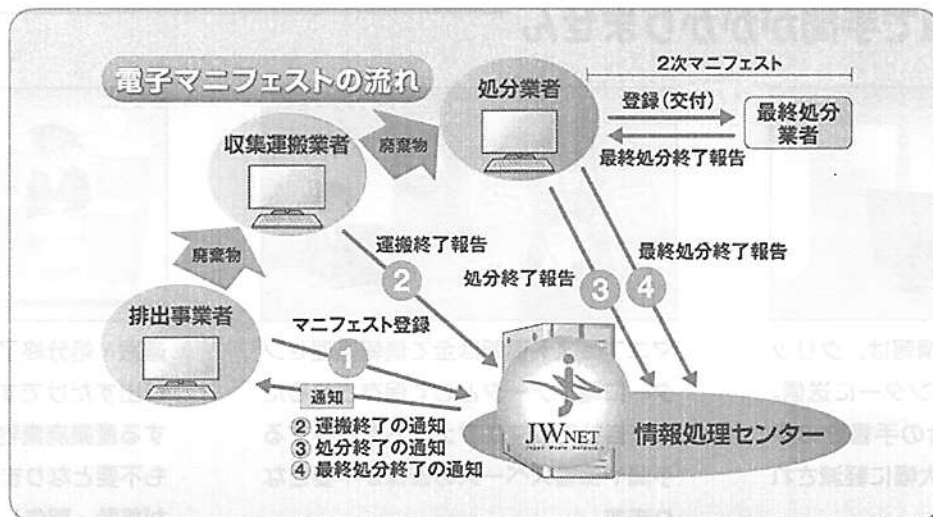 電子マニフェストの流れ
2次マニフェスト
処分業者
登録(交付)
最終処分
業者
最終処分終了報告
収集運搬業者
廃棄物
廃棄物
運搬終了報告
②
処分終了報告
③
最終処分終了報告
④
排出事業者
マニフェスト登録
①
通知
②運搬終了の通知
③処分終了の通知
④最終処分終了の通知
JWNET
情報処理センター